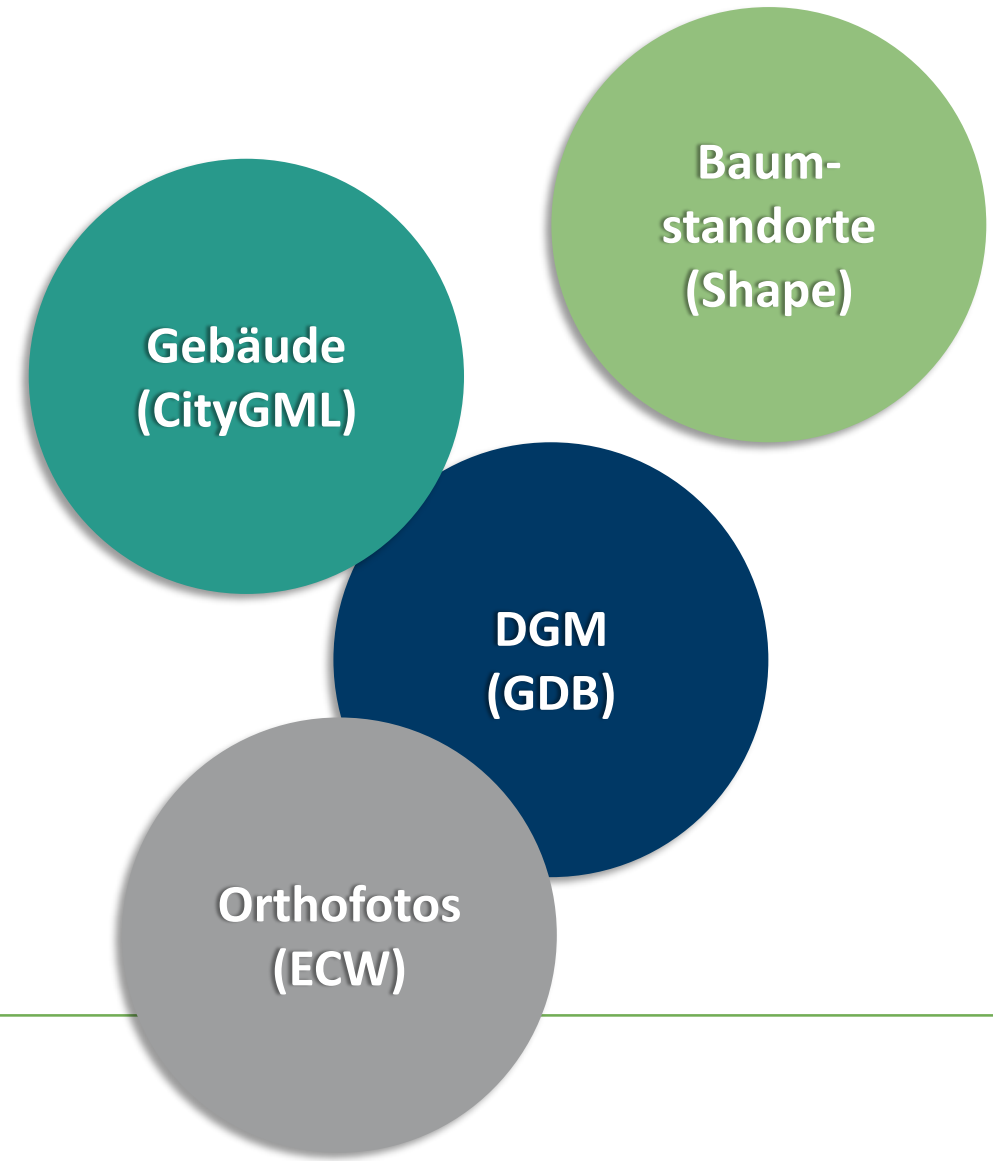 Baum-
standorte
(Shape)
Gebäude
(CityGML)
DGM
(GDB)
Orthofotos
(ECW)